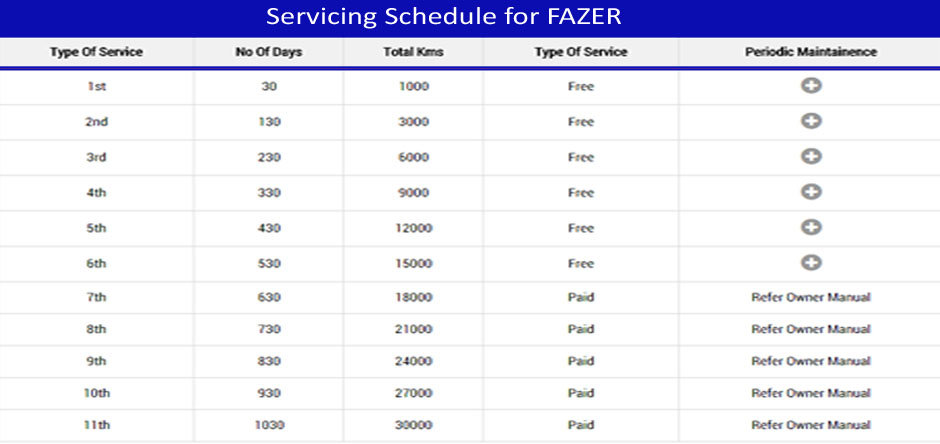 Servicing Schedule for FAZER
Type Of Service No Of Days Total Kms Type Of Service Periodic Maintainence
1st 30 1000 Free
2nd 130 3000 Free
3rd 230 6000 Free
4th 330 9000 Free
5th 430 12000 Free
6th 530 15000 Free
7th 630 18000 Paid Refer Owner Manual
8th 730 21000 Paid Refer Owner Manual
9th 830 24000 Paid Refer Owner Manual
10th 930 27000 Paid Refer Owner Manual
11th 1030 30000 Paid Refer Owner Manual